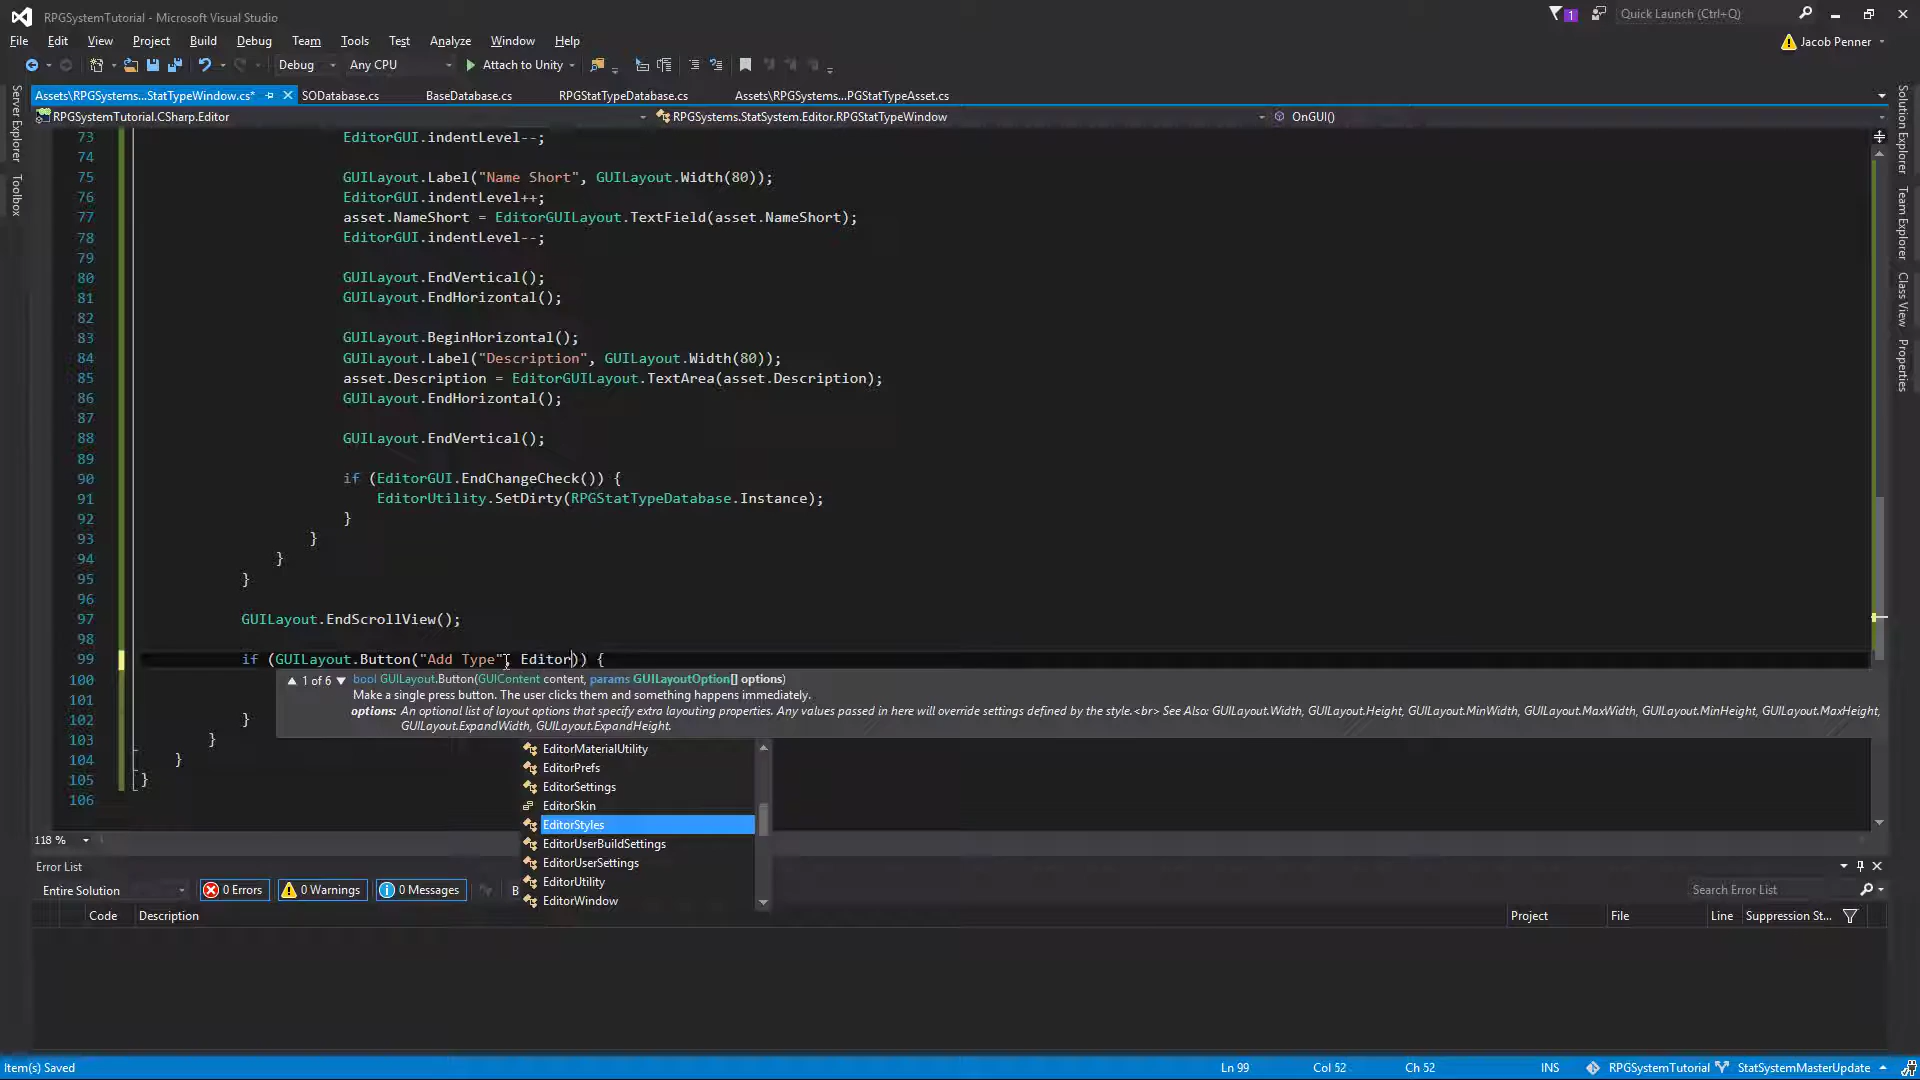 RPGSystemTutorial - Microsoft Visual Studio
1
Quick Launch (Ctrl+Q)
File Edit View Project Build Debug Team Tools Test Analyze Window Help
Jacob Penner
Debug Any CPU Attach to Unity
Assets\RPGSystems...StatTypeWindow.cs* SODatabase.cs BaseDatabase.cs RPGStatTypeDatabase.cs Assets\RPGSystems...PGStatTypeAsset.cs
RPGSystemTutorial.CSharp.Editor RPGSystems.StatSystem.Editor.RPGStatTypeWindow OnGUI()
Server Explorer
Toolbox
Solution Explorer
Team Explorer
Class View
Properties
73 EditorGUI.indentLevel--;
74
75 GUILayout.Label("Name Short", GUILayout.Width(80));
76 EditorGUI.indentLevel++;
77 asset.NameShort = EditorGUILayout.TextField(asset.NameShort);
78 EditorGUI.indentLevel--;
79
80 GUILayout.EndVertical();
81 GUILayout.EndHorizontal();
82
83 GUILayout.BeginHorizontal();
84 GUILayout.Label("Description", GUILayout.Width(80));
85 asset.Description = EditorGUILayout.TextArea(asset.Description);
86 GUILayout.EndHorizontal();
87
88 GUILayout.EndVertical();
89
90 if (EditorGUI.EndChangeCheck()) {
91 EditorUtility.SetDirty(RPGStatTypeDatabase.Instance);
92 }
93 }
94 }
95 }
96
97 GUILayout.EndScrollView();
98
99 if (GUILayout.Button("Add Type", Editor)) {
100
101
102 }
103 }
104 }
105 }
106
1 of 6 bool GUILayout.Button(GUIContent content, params GUILayoutOption[] options)
Make a single press button. The user clicks them and something happens immediately.
options: An optional list of layout options that specify extra layouting properties. Any values passed in here will override settings defined by the style.<br> See Also: GUILayout.Width, GUILayout.Height, GUILayout.MinWidth, GUILayout.MaxWidth, GUILayout.MinHeight, GUILayout.MaxHeight,
GUILayout.ExpandWidth, GUILayout.ExpandHeight.
EditorMaterialUtility
EditorPrefs
EditorSettings
EditorSkin
EditorStyles
EditorUserBuildSettings
EditorUserSettings
EditorUtility
EditorWindow
118 %
Error List
Entire Solution 0 Errors 0 Warnings 0 Messages B Search Error List
Code Description Project File Line Suppression St...
Item(s) Saved Ln 99 Col 52 Ch 52 INS RPGSystemTutorial StatSystemMasterUpdate